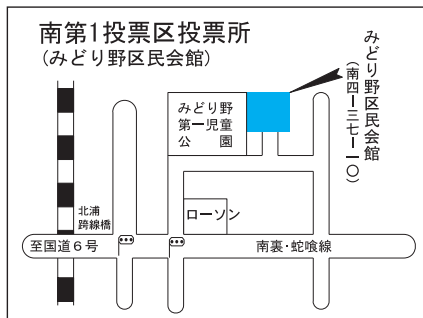 南第1投票区投票所
(みどり野区民会館)
みどり野区民会館
(南四ー三七ー一〇)
みどり野
第一児童
公園
北浦
跨線橋
ローソン
至国道6号
南裏・蛇喰線